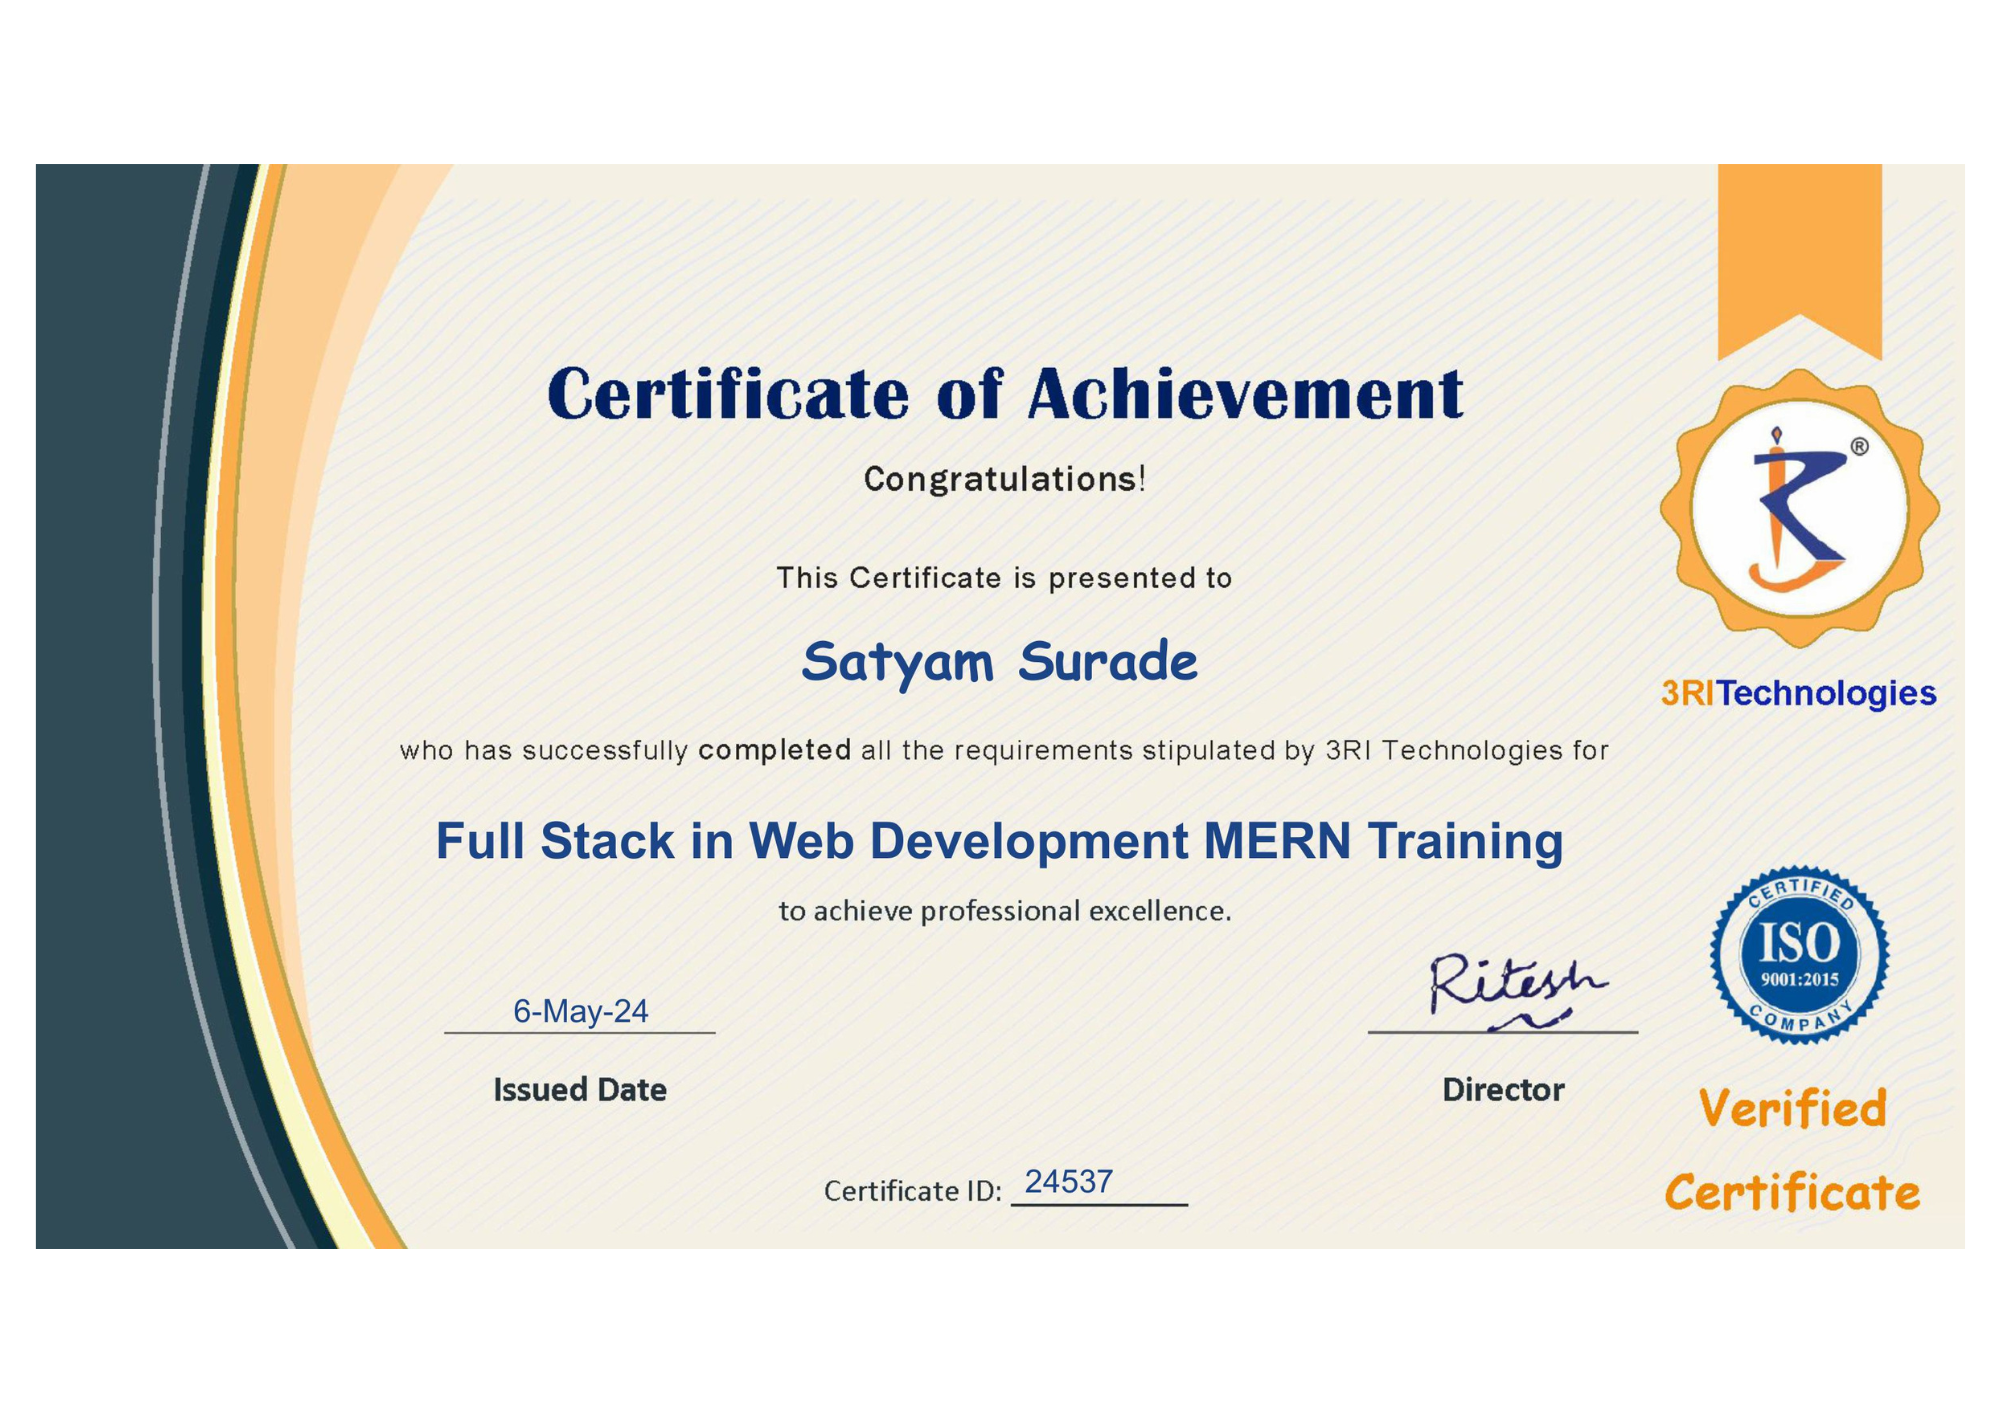 Certificate of Achievement
Congratulations!
This Certificate is presented to
Satyam Surade
who has successfully completed all the requirements stipulated by 3RI Technologies for
Full Stack in Web Development MERN Training
to achieve professional excellence.
6-May-24
Issued Date
Ritesh
Director
Certificate ID: 24537
®
3RITechnologies
CERTIFIED
ISO
9001:2015
COMPANY
Verified
Certificate